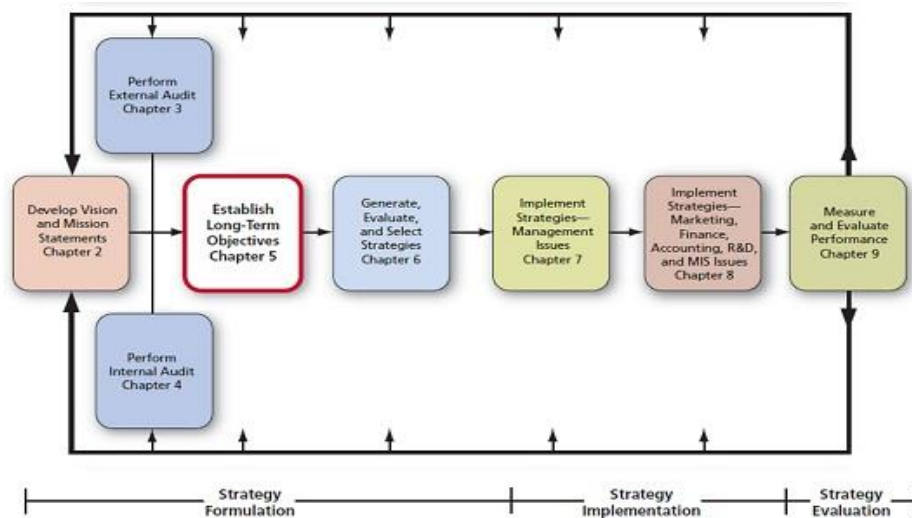 Perform
External Audit
Chapter 3
Develop Vision
and Mission
Statements
Chapter 2
Establish
Long-Term
Objectives
Chapter 5
Generate,
Evaluate,
and Select
Strategies
Chapter 6
Implement
Strategies—
Management
Issues
Chapter 7
Implement
Strategies—
Marketing,
Finance,
Accounting, R&D,
and MIS Issues
Chapter 8
Measure
and Evaluate
Performance
Chapter 9
Perform
Internal Audit
Chapter 4
Strategy
Formulation
Strategy
Implementation
Strategy
Evaluation